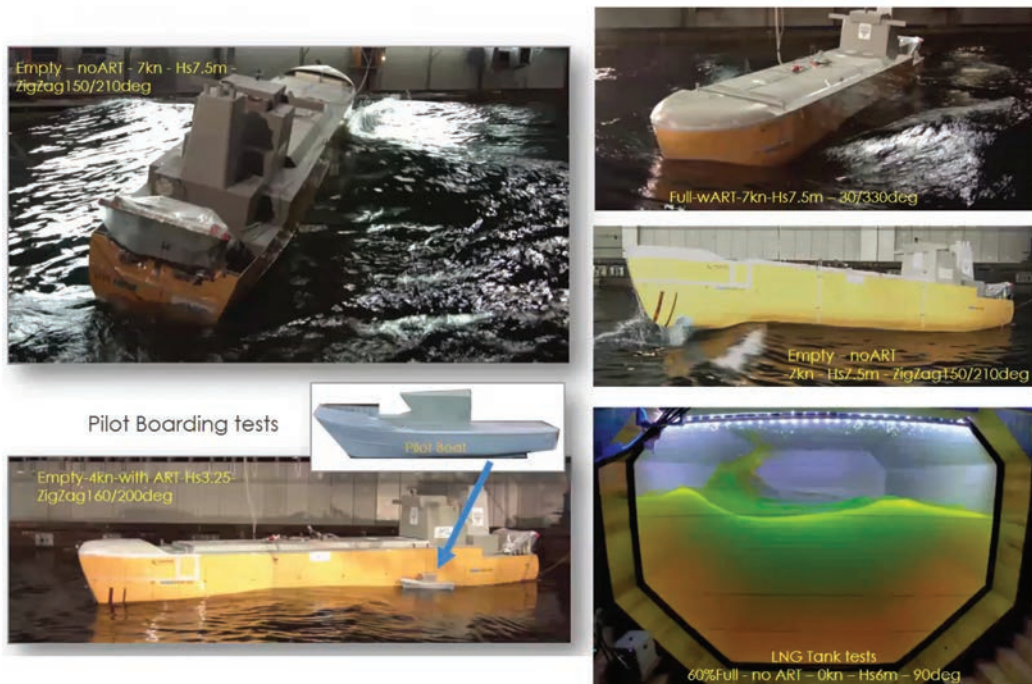 Empty – noART - 7kn - Hs7.5m -
ZigZag150/210deg
Full-wART-7kn-Hs7.5m – 30/330deg
Empty – noART
-7kn - Hs7.5m - ZigZag150/210deg
Pilot Boarding tests
Pilot Boat
Empty-4kn-with ART-Hs3.25-
ZigZag160/200deg
LNG Tank tests
60%Full - no ART – 0kn – Hs6m – 90deg